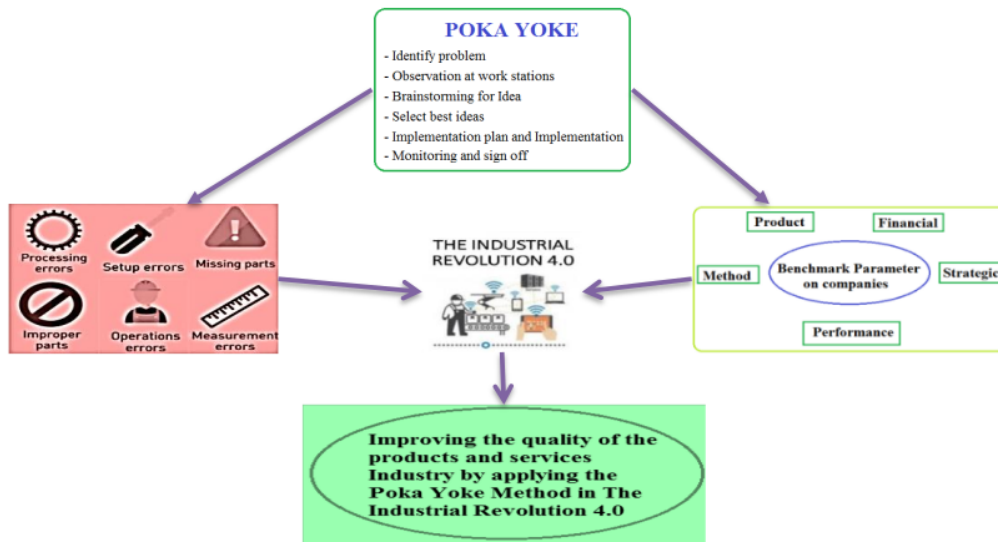 POKA YOKE
- Identify problem
- Observation at work stations
- Brainstorming for Idea
- Select best ideas
- Implementation plan and Implementation
- Monitoring and sign off
Processing
errors
Setup errors
Missing parts
Improper
parts
Operations
errors
Measurement
errors
THE INDUSTRIAL
REVOLUTION 4.0
Product
Financial
Method
Benchmark Parameter
on companies
Strategic
Performance
Improving the quality of the
products and services
Industry by applying the
Poka Yoke Method in The
Industrial Revolution 4.0